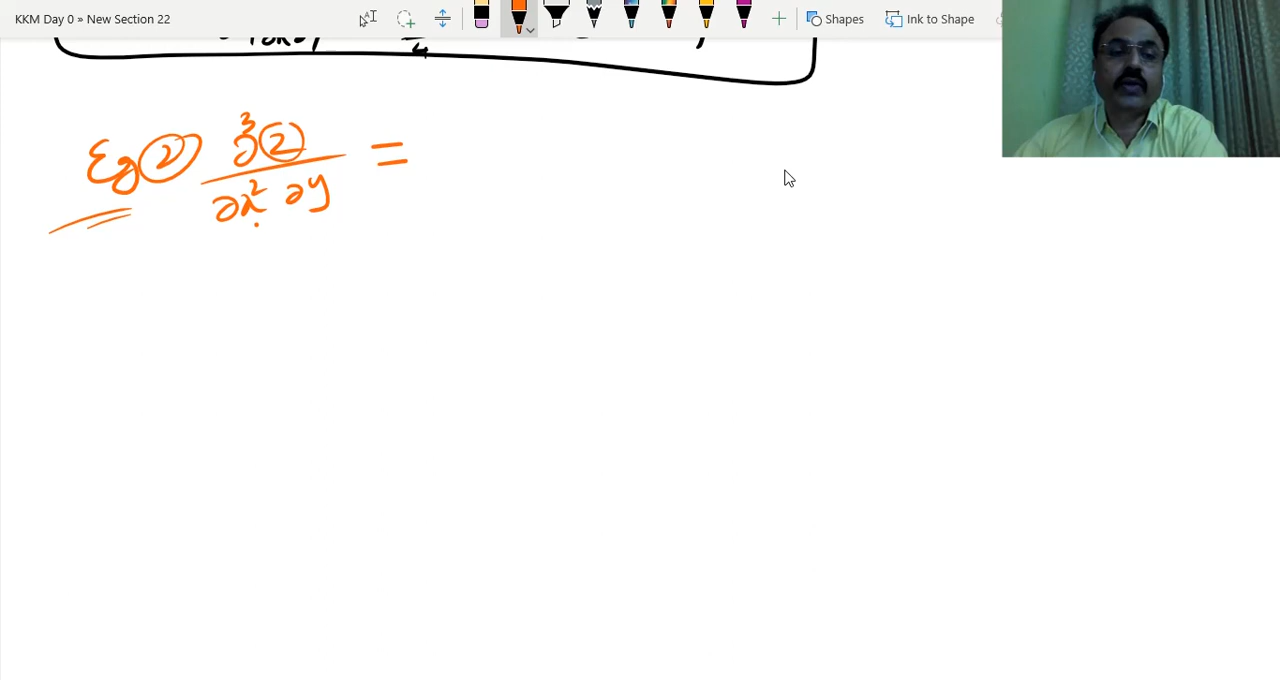 KKM Day 0 » New Section 22
Shapes
Ink to Shape
Eg ② ∂³z / ∂x² ∂y =